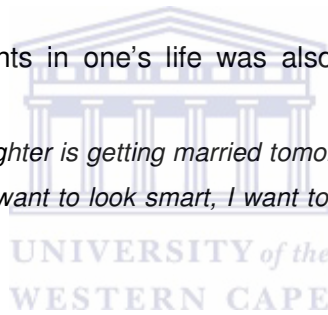 nts in one's life was also
ghter is getting married tomo
want to look smart, I want to
UNIVERSITY of the
WESTERN CAPE